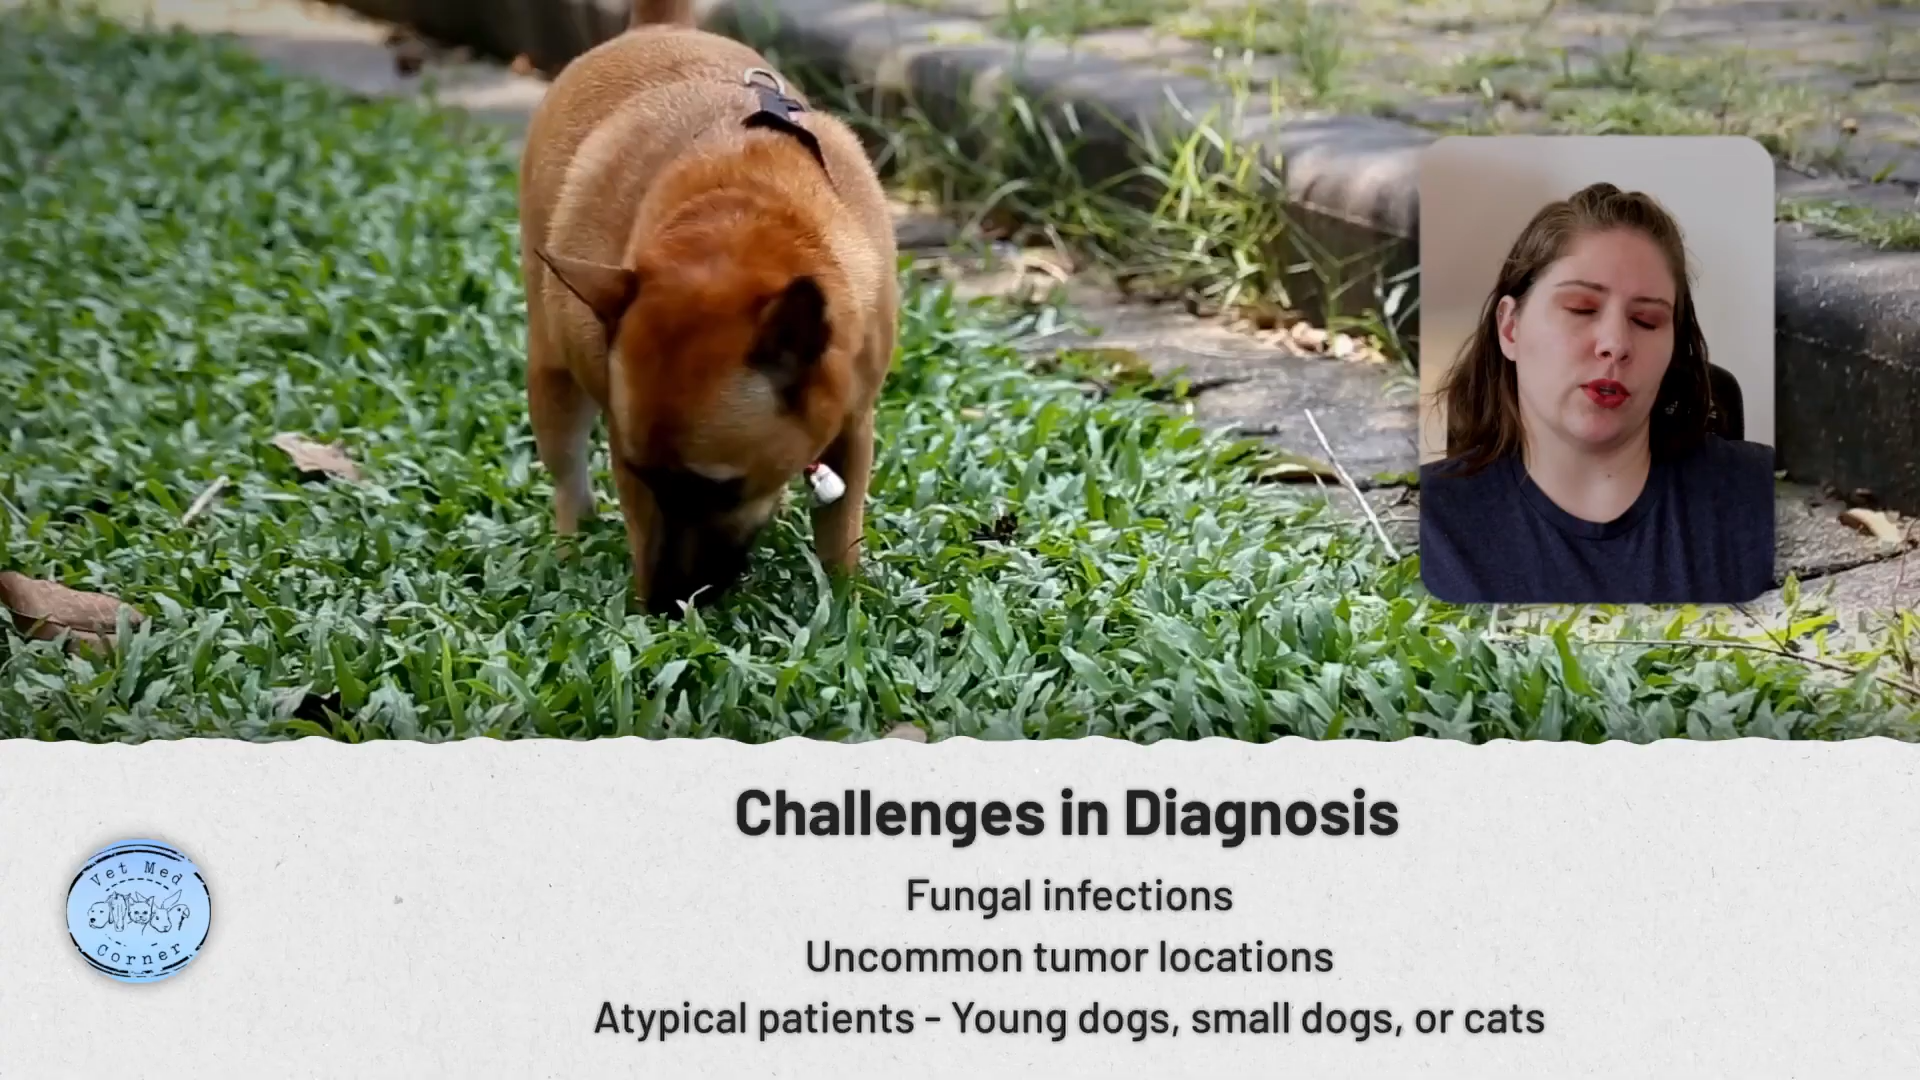 Challenges in Diagnosis
Vet Med
Corner
Fungal infections
Uncommon tumor locations
Atypical patients - Young dogs, small dogs, or cats